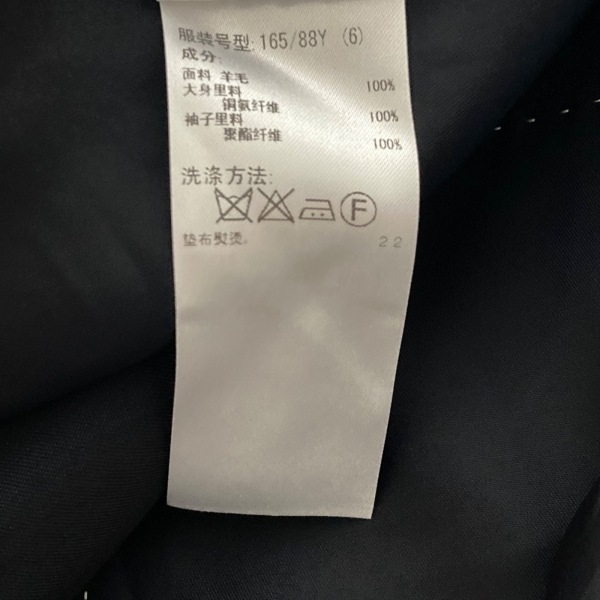 服装号型:165/88Y (6)
成分:
面料 羊毛 100%
大身里料
铜氨纤维 100%
袖子里料
聚酯纤维 100%
洗涤方法:
F
垫布熨烫。 22